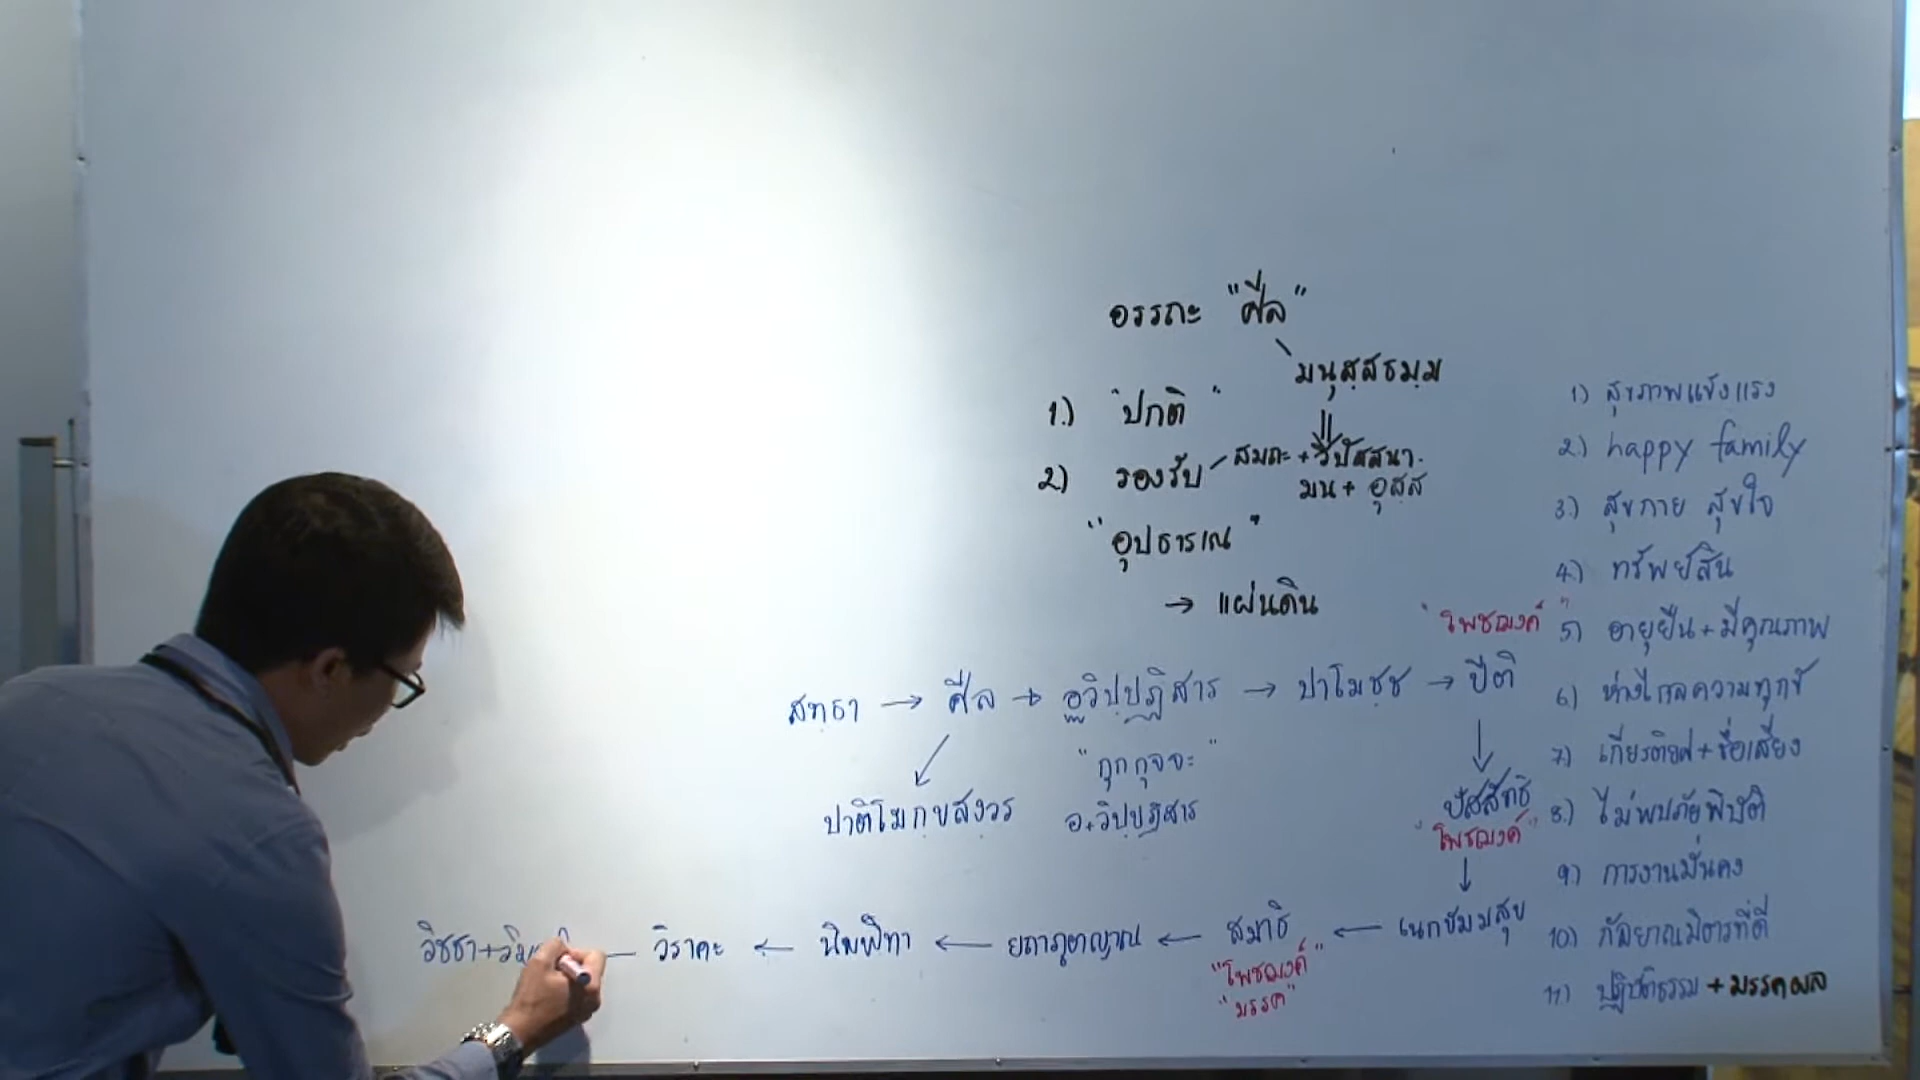 อรรถะ "ศีล"
มนุสฺสธมฺม
1.) "ปกติ"
2.) รองรับ สมถะ + วิปัสสนา.
มน + อุสฺส
"อุปธารณ"
→ แผ่นดิน
สทฺธา → ศีล → อวิปฺปฏิสาร → ปาโมชฺช → ปีติ
"โพชฌงค์"
ปาติโมกฺขสํวร
"กุกกุจจะ"
อ + วิปฺปฏิสาร
ปัสสัทธิ
"โพชฌงค์"
วิชชา + ← วิราคะ ← นิพพิทา ← ยถาภูตญาณ ← สมาธิ ← เนกขัมมสุข
"โพชฌงค์"
"มรรค"
1) สุขภาพแข็งแรง
2) happy family
3.) สุขกาย สุขใจ
4.) ทรัพย์สิน
5) อายุยืน + มีคุณภาพ
6) ห่างไกลความทุกข์
7) เกียรติยศ + ชื่อเสียง
8.) ไม่พบภัยพิบัติ
9) การงานมั่นคง
10) กัลยาณมิตรที่ดี
11) ปฏิบัติธรรม + มรรคผล